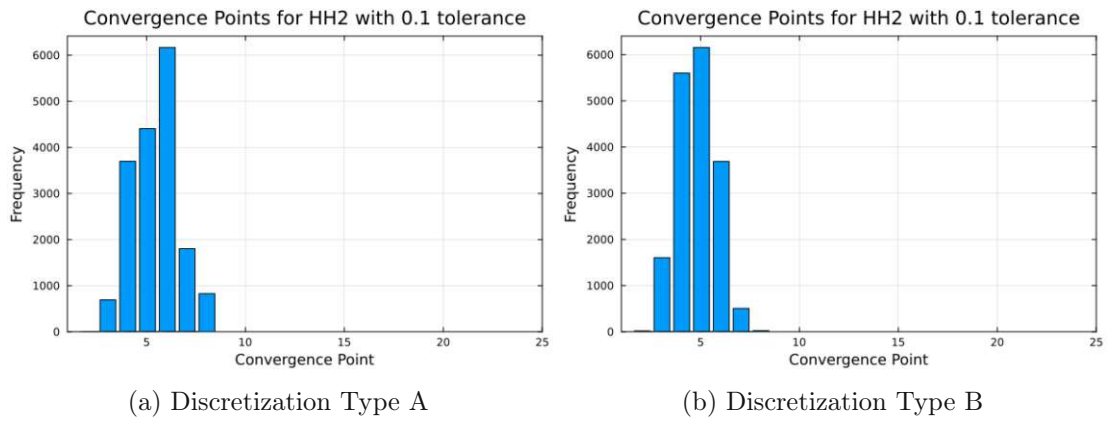 Convergence Points for HH2 with 0.1 tolerance
6000
5000
4000
3000
2000
1000
0
Frequency
5 10 15 20 25
Convergence Point
(a) Discretization Type A
Convergence Points for HH2 with 0.1 tolerance
6000
5000
4000
3000
2000
1000
0
Frequency
5 10 15 20 25
Convergence Point
(b) Discretization Type B